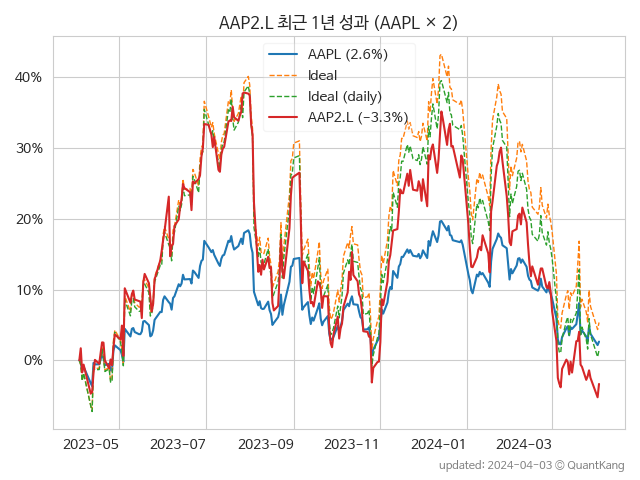 AAP2.L 최근 1년 성과 (AAPL × 2)
AAPL (2.6%)
Ideal
Ideal (daily)
AAP2.L (−3.3%)
40%
30%
20%
10%
0%
2023-05 2023-07 2023-09 2023-11 2024-01 2024-03
updated: 2024-04-03 © QuantKang